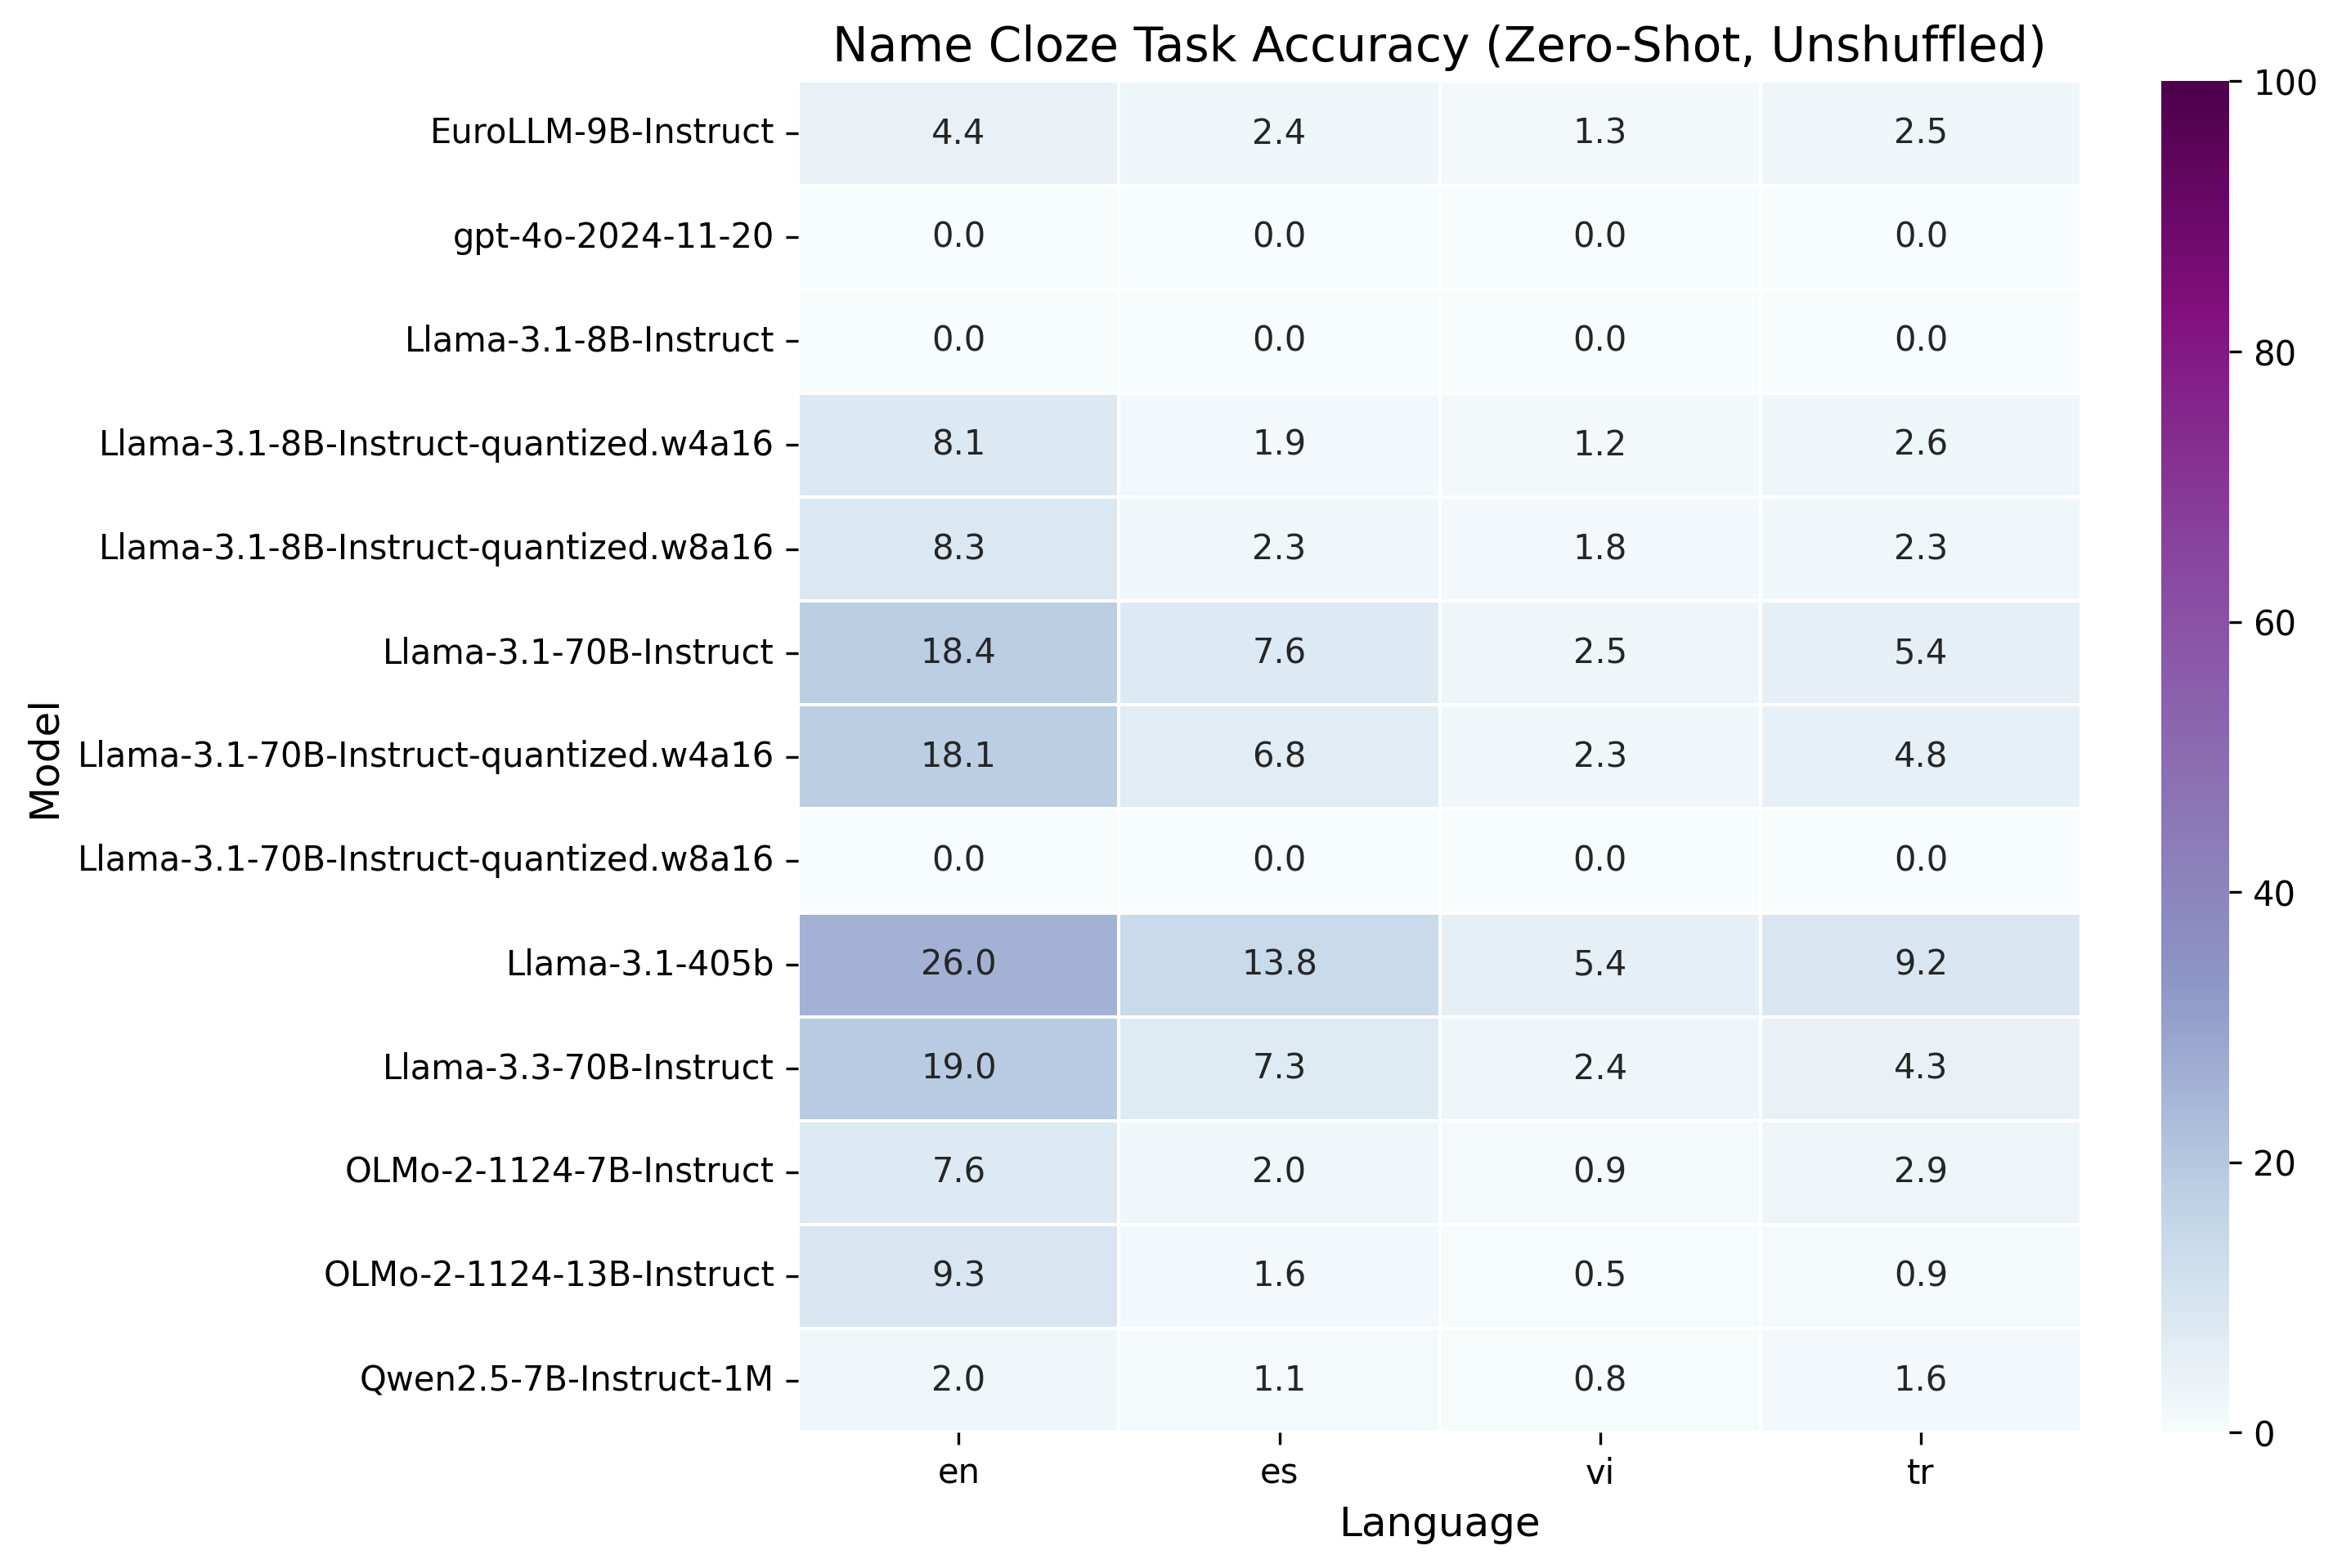 Name Cloze Task Accuracy (Zero-Shot, Unshuffled)
EuroLLM-9B-Instruct 4.4 2.4 1.3 2.5
gpt-4o-2024-11-20 0.0 0.0 0.0 0.0
Llama-3.1-8B-Instruct 0.0 0.0 0.0 0.0
Llama-3.1-8B-Instruct-quantized.w4a16 8.1 1.9 1.2 2.6
Llama-3.1-8B-Instruct-quantized.w8a16 8.3 2.3 1.8 2.3
Llama-3.1-70B-Instruct 18.4 7.6 2.5 5.4
Llama-3.1-70B-Instruct-quantized.w4a16 18.1 6.8 2.3 4.8
Llama-3.1-70B-Instruct-quantized.w8a16 0.0 0.0 0.0 0.0
Llama-3.1-405b 26.0 13.8 5.4 9.2
Llama-3.3-70B-Instruct 19.0 7.3 2.4 4.3
OLMo-2-1124-7B-Instruct 7.6 2.0 0.9 2.9
OLMo-2-1124-13B-Instruct 9.3 1.6 0.5 0.9
Qwen2.5-7B-Instruct-1M 2.0 1.1 0.8 1.6
en es vi tr
Language
Model
100
80
60
40
20
0